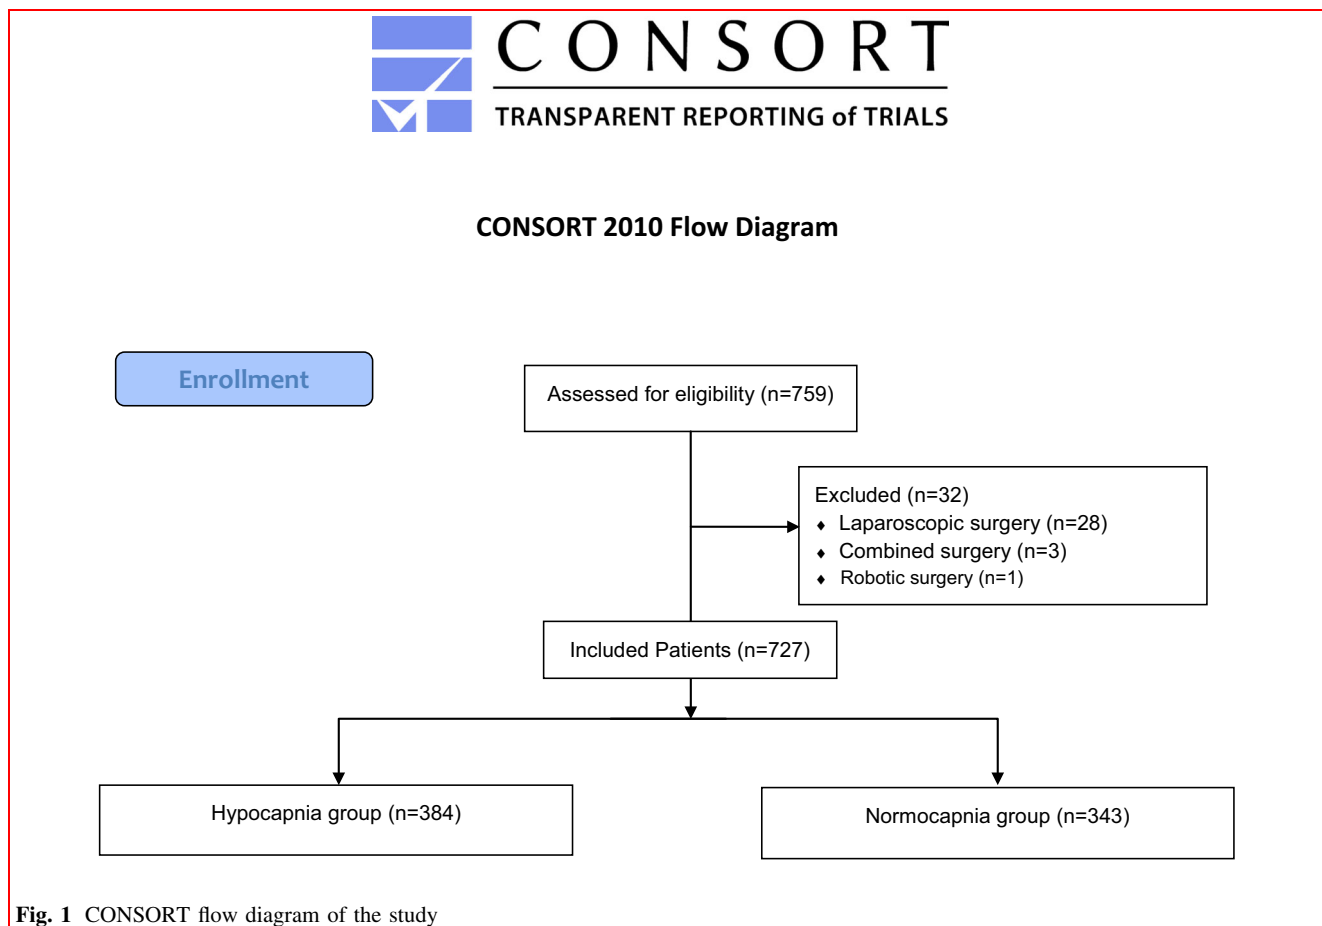 CONSORT
TRANSPARENT REPORTING of TRIALS
CONSORT 2010 Flow Diagram
Enrollment
Assessed for eligibility (n=759)
Excluded (n=32)
♦ Laparoscopic surgery (n=28)
♦ Combined surgery (n=3)
♦ Robotic surgery (n=1)
Included Patients (n=727)
Hypocapnia group (n=384)
Normocapnia group (n=343)
Fig. 1 CONSORT flow diagram of the study